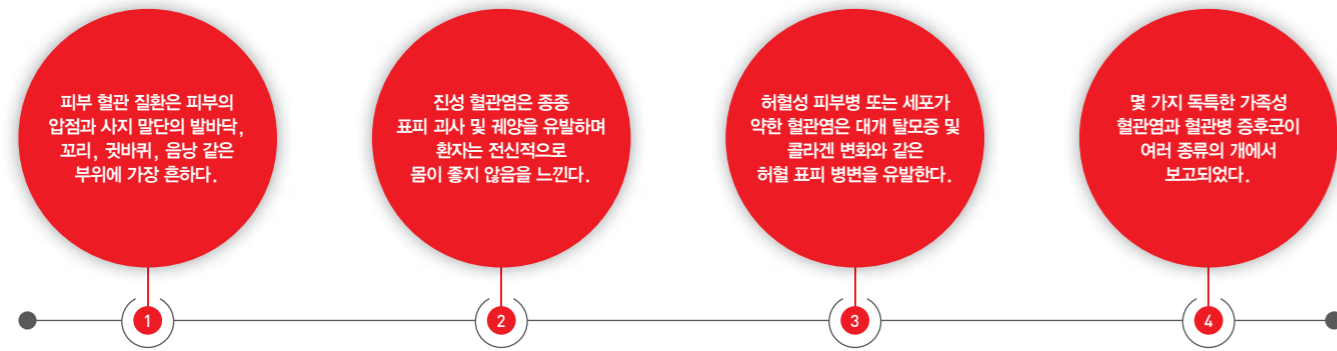 피부 혈관 질환은 피부의
압점과 사지 말단의 발바닥,
꼬리, 귓바퀴, 음낭 같은
부위에 가장 흔하다.
진성 혈관염은 종종
표피 괴사 및 궤양을 유발하며
환자는 전신적으로
몸이 좋지 않음을 느낀다.
허혈성 피부병 또는 세포가
약한 혈관염은 대개 탈모증 및
콜라겐 변화와 같은
허혈 표피 병변을 유발한다.
몇 가지 독특한 가족성
혈관염과 혈관병 증후군이
여러 종류의 개에서
보고되었다.
1
2
3
4